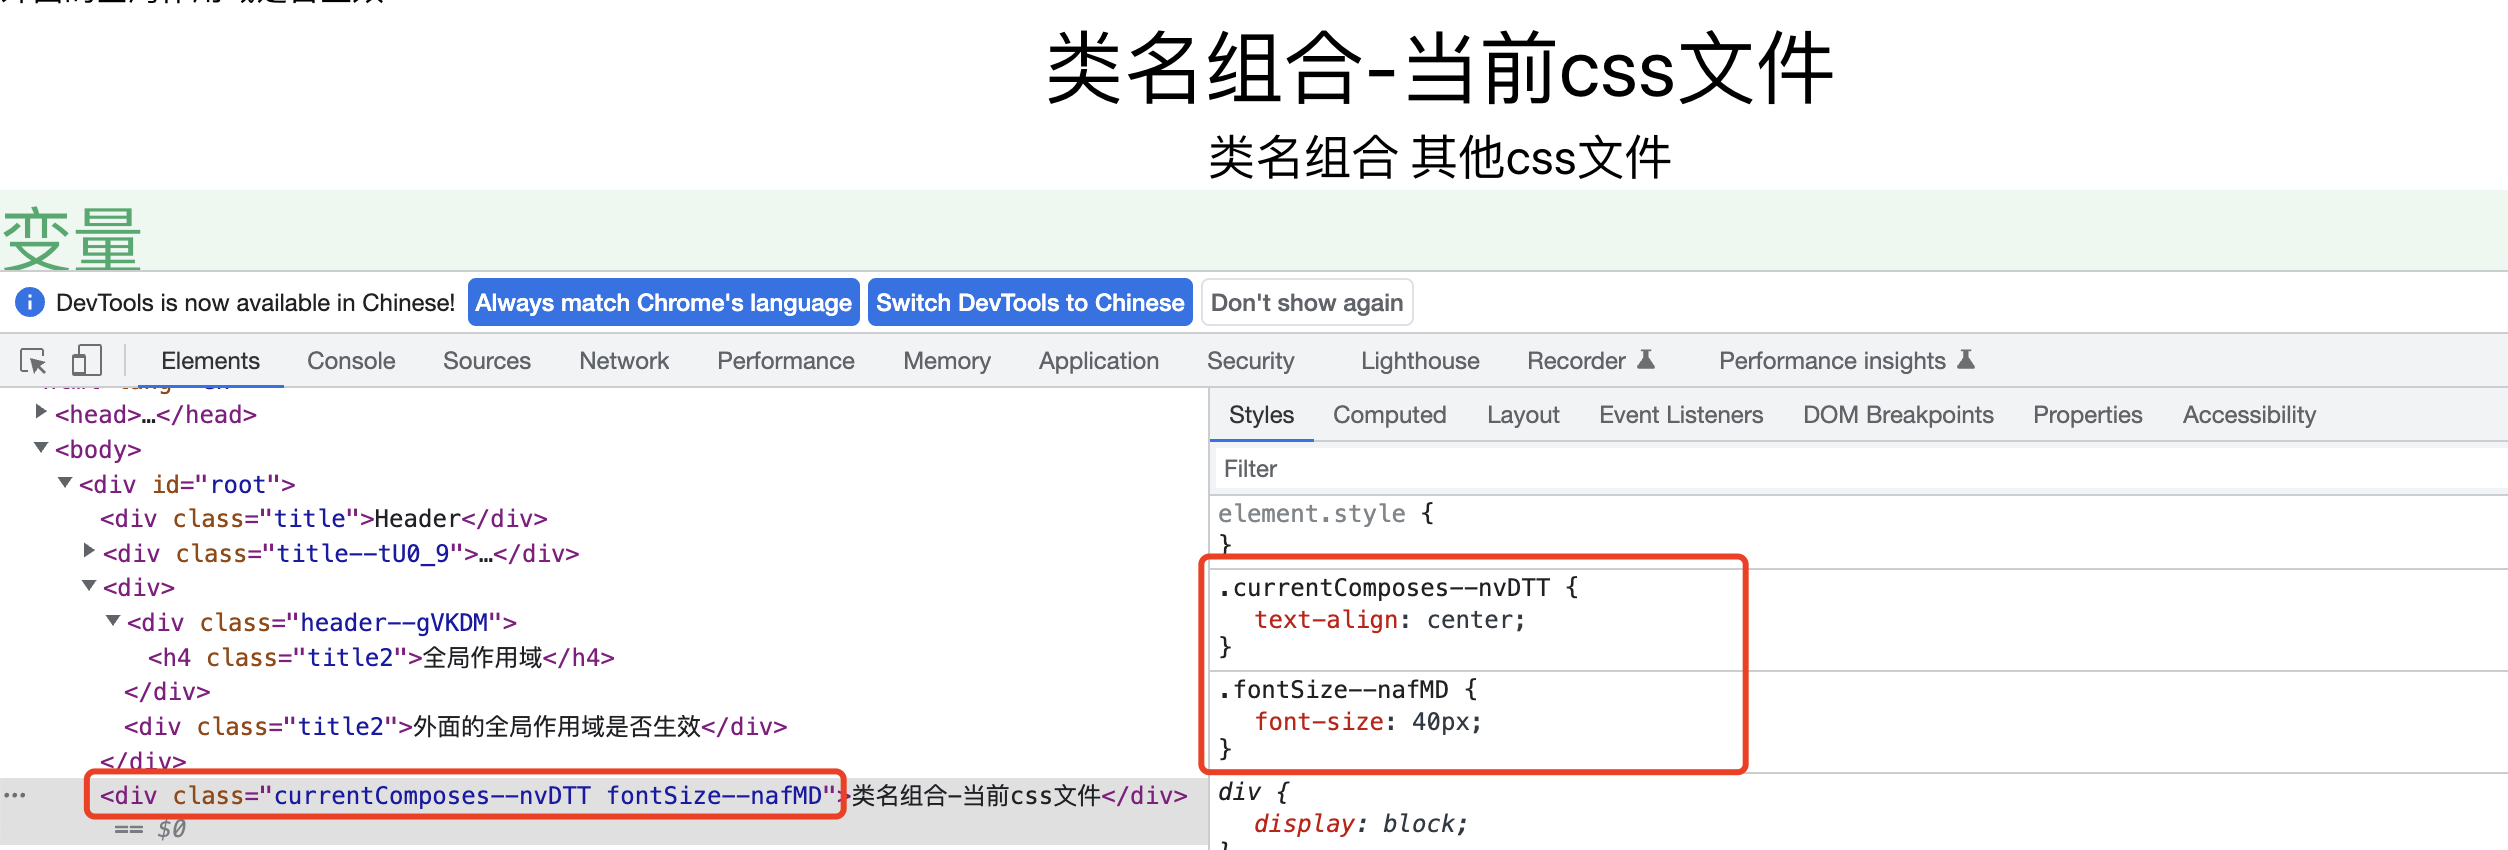 类名组合-当前css文件
类名组合 其他css文件
变量
DevTools is now available in Chinese! Always match Chrome's language Switch DevTools to Chinese Don't show again
Elements Console Sources Network Performance Memory Application Security Lighthouse Recorder Performance insights
<head>…</head>
<body>
<div id="root">
<div class="title">Header</div>
<div class="title--tU0_9">…</div>
<div>
<div class="header--gVKDM">
<h4 class="title2">全局作用域</h4>
</div>
<div class="title2">外面的全局作用域是否生效</div>
</div>
<div class="currentComposes--nvDTT fontSize--nafMD">类名组合-当前css文件</div>
== $0
Styles Computed Layout Event Listeners DOM Breakpoints Properties Accessibility
Filter
element.style {
}
.currentComposes--nvDTT {
text-align: center;
}
.fontSize--nafMD {
font-size: 40px;
}
div {
display: block;
}